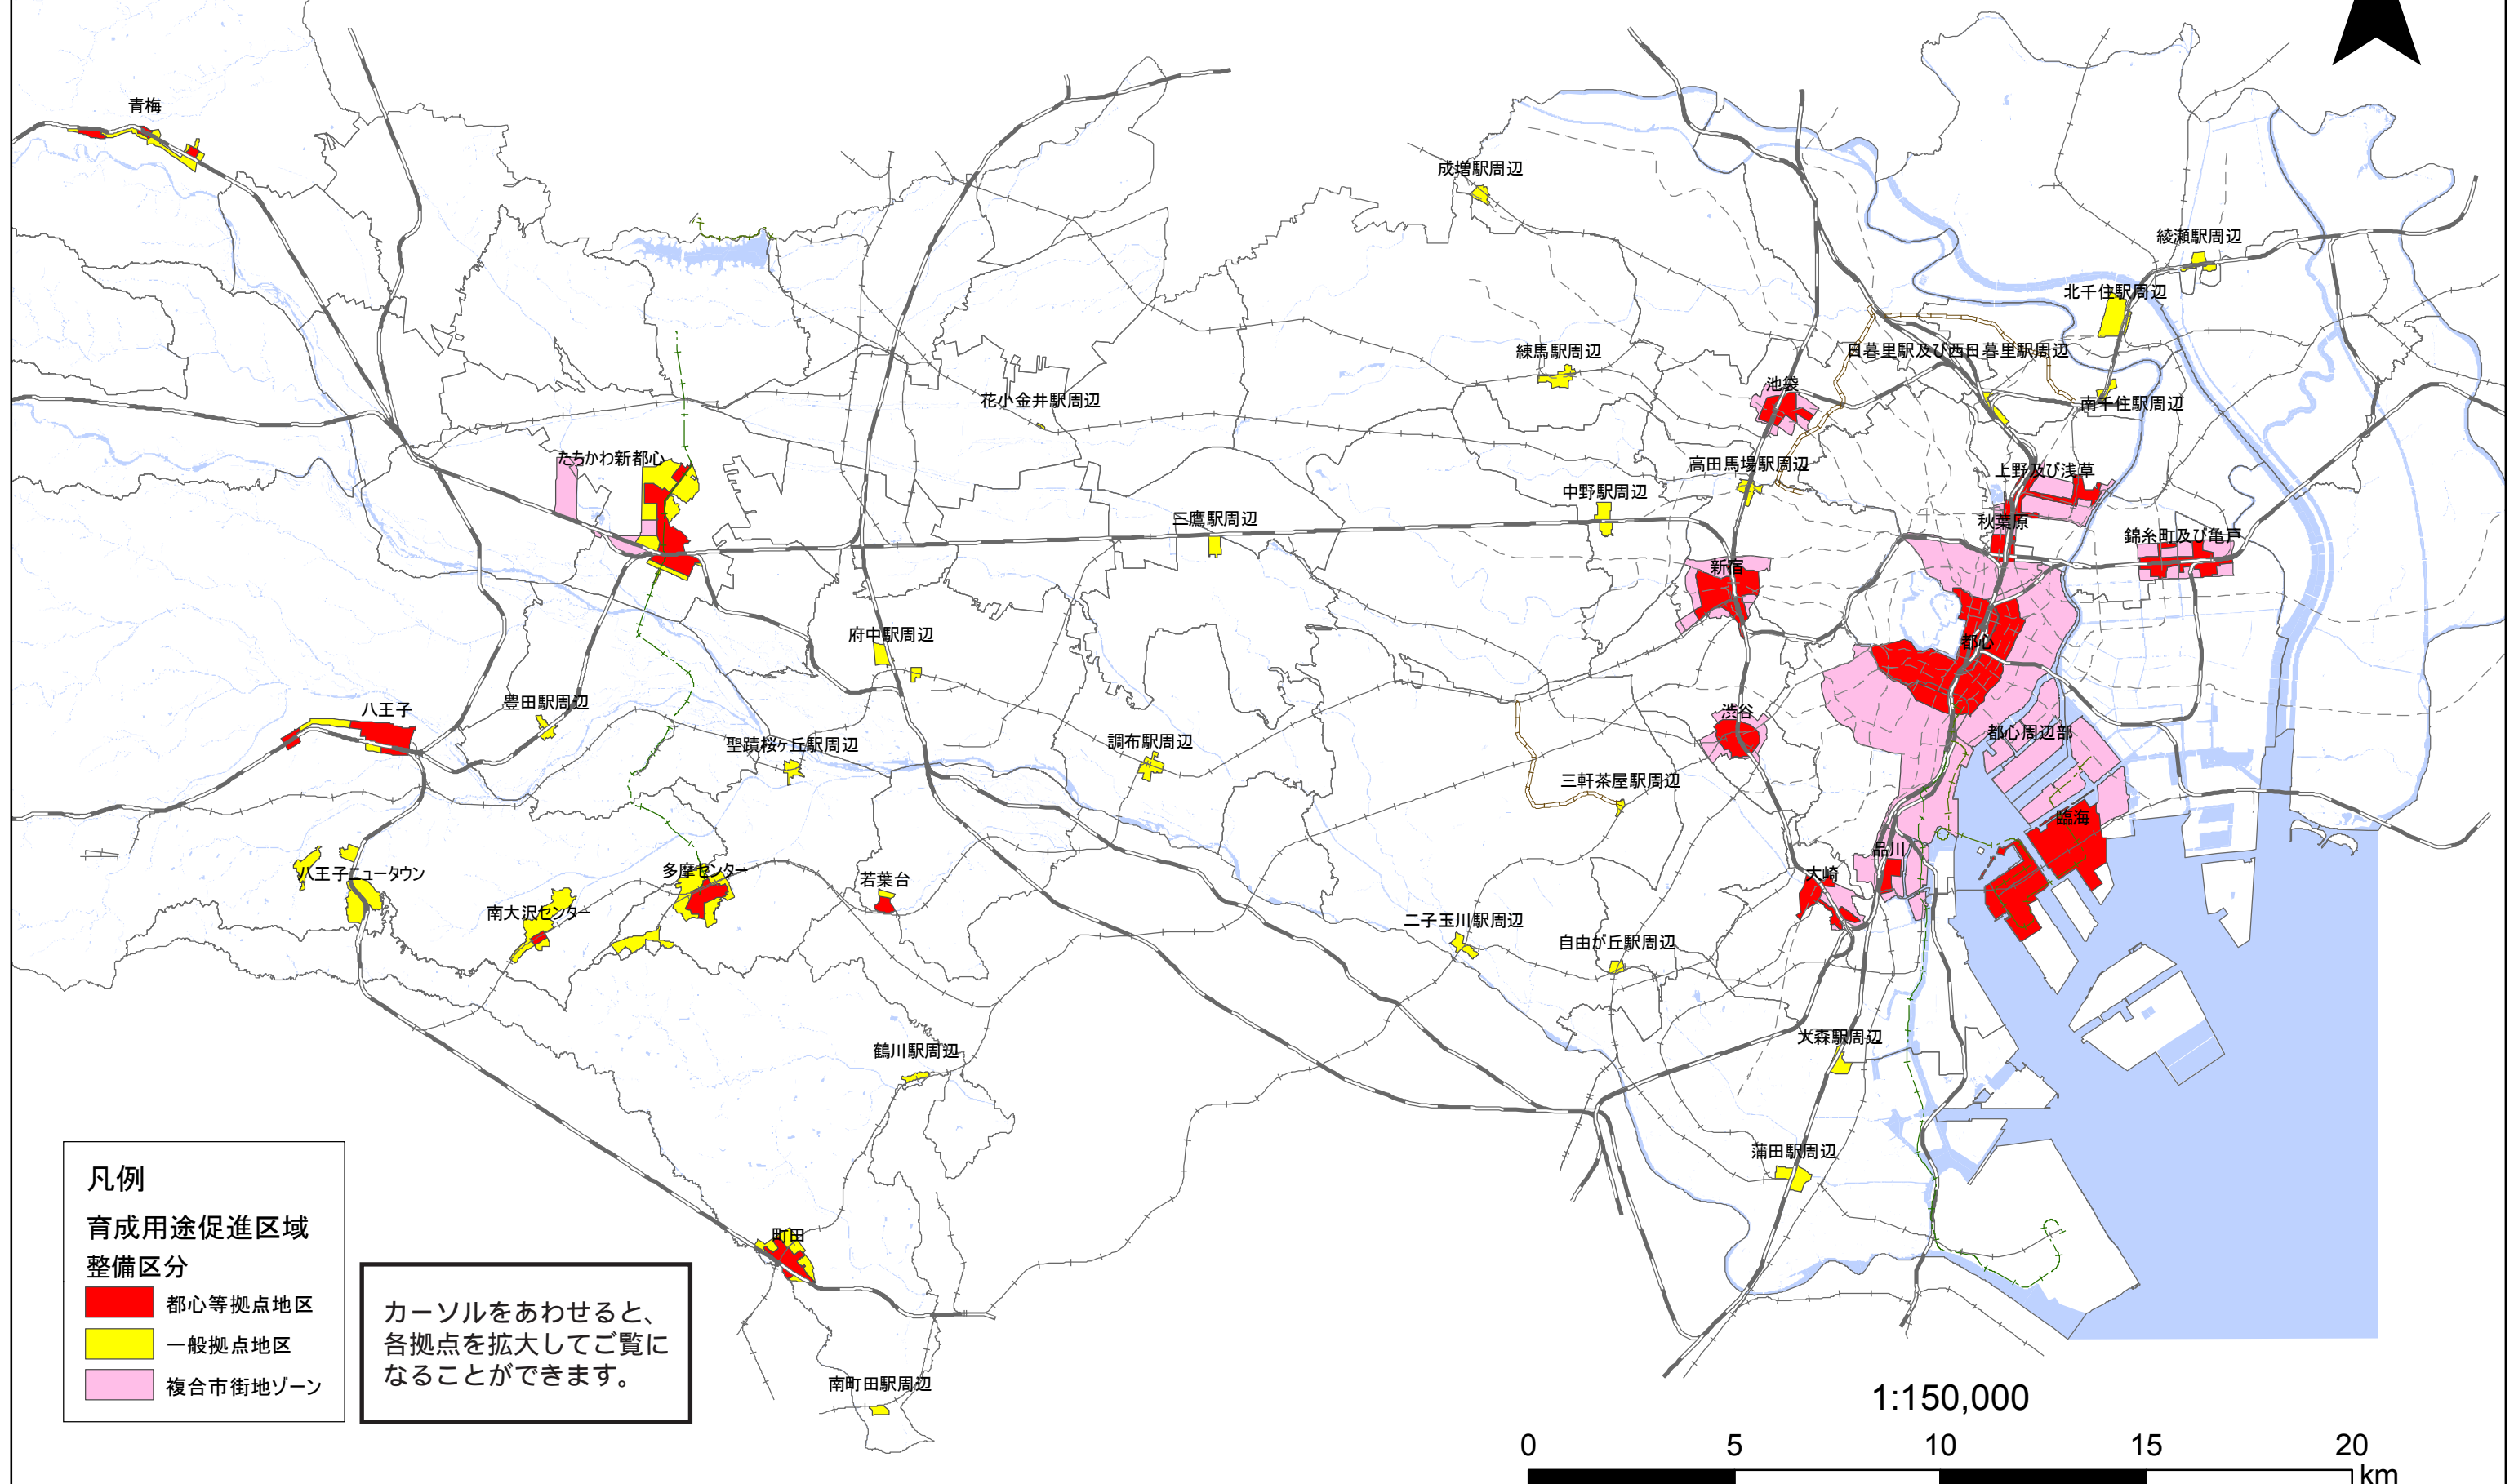 青梅
成増駅周辺
綾瀬駅周辺
北千住駅周辺
練馬駅周辺
日暮里駅及び西日暮里駅周辺
池袋
花小金井駅周辺
南千住駅周辺
たちかわ新都心
高田馬場駅周辺
上野及び浅草
中野駅周辺
三鷹駅周辺
秋葉原
錦糸町及び亀戸
新宿
府中駅周辺
都心
豊田駅周辺
八王子
渋谷
聖蹟桜ヶ丘駅周辺
調布駅周辺
都心周辺部
三軒茶屋駅周辺
臨海
品川
八王子ニュータウン
多摩センター
若葉台
大崎
南大沢センター
二子玉川駅周辺
自由が丘駅周辺
大森駅周辺
鶴川駅周辺
蒲田駅周辺
町田
南町田駅周辺
凡例
育成用途促進区域
整備区分
都心等拠点地区
一般拠点地区
複合市街地ゾーン
カーソルをあわせると、
各拠点を拡大してご覧に
なることができます。
1:150,000
0 5 10 15 20
km